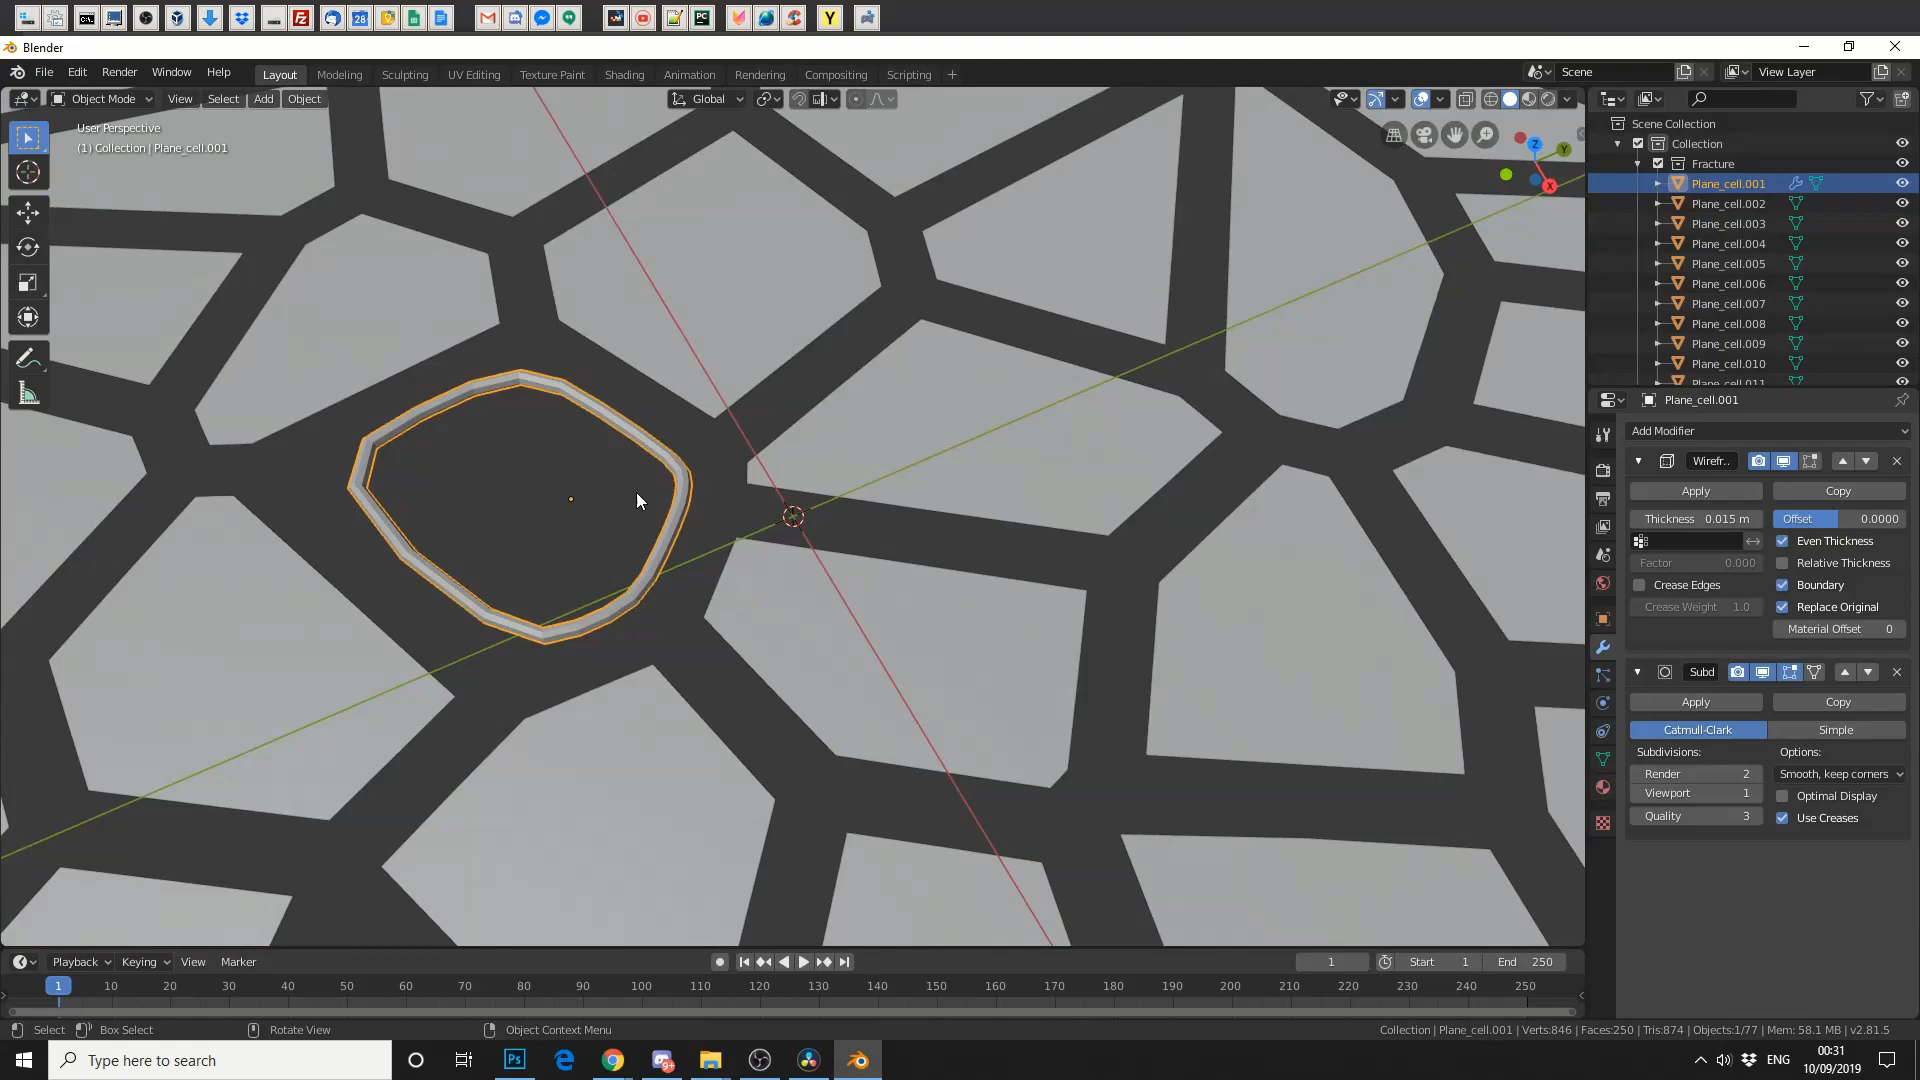 28
Y
Blender
File Edit Render Window Help
Layout Modeling Sculpting UV Editing Texture Paint Shading Animation Rendering Compositing Scripting +
Scene
View Layer
Object Mode View Select Add Object
Global
User Perspective
(1) Collection | Plane_cell.001
Z
Y
X
Scene Collection
Collection
Fracture
Plane_cell.001
Plane_cell.002
Plane_cell.003
Plane_cell.004
Plane_cell.005
Plane_cell.006
Plane_cell.007
Plane_cell.008
Plane_cell.009
Plane_cell.010
Plane_cell.011
Plane_cell.001
Add Modifier
Wirefr..
Apply Copy
Thickness 0.015 m Offset 0.0000
Even Thickness
Factor 0.000 Relative Thickness
Crease Edges Boundary
Crease Weight 1.0 Replace Original
Material Offset 0
Subd
Apply Copy
Catmull-Clark Simple
Subdivisions: Options:
Render 2 Smooth, keep corners
Viewport 1 Optimal Display
Quality 3 Use Creases
Playback Keying View Marker
1 Start 1 End 250
1 10 20 30 40 50 60 70 80 90 100 110 120 130 140 150 160 170 180 190 200 210 220 230 240 250
Select Box Select Rotate View Object Context Menu
Collection | Plane_cell.001 | Verts:846 | Faces:250 | Tris:874 | Objects:1/77 | Mem: 58.1 MB | v2.81.5
Type here to search
Ps
9+
ENG
00:31
10/09/2019